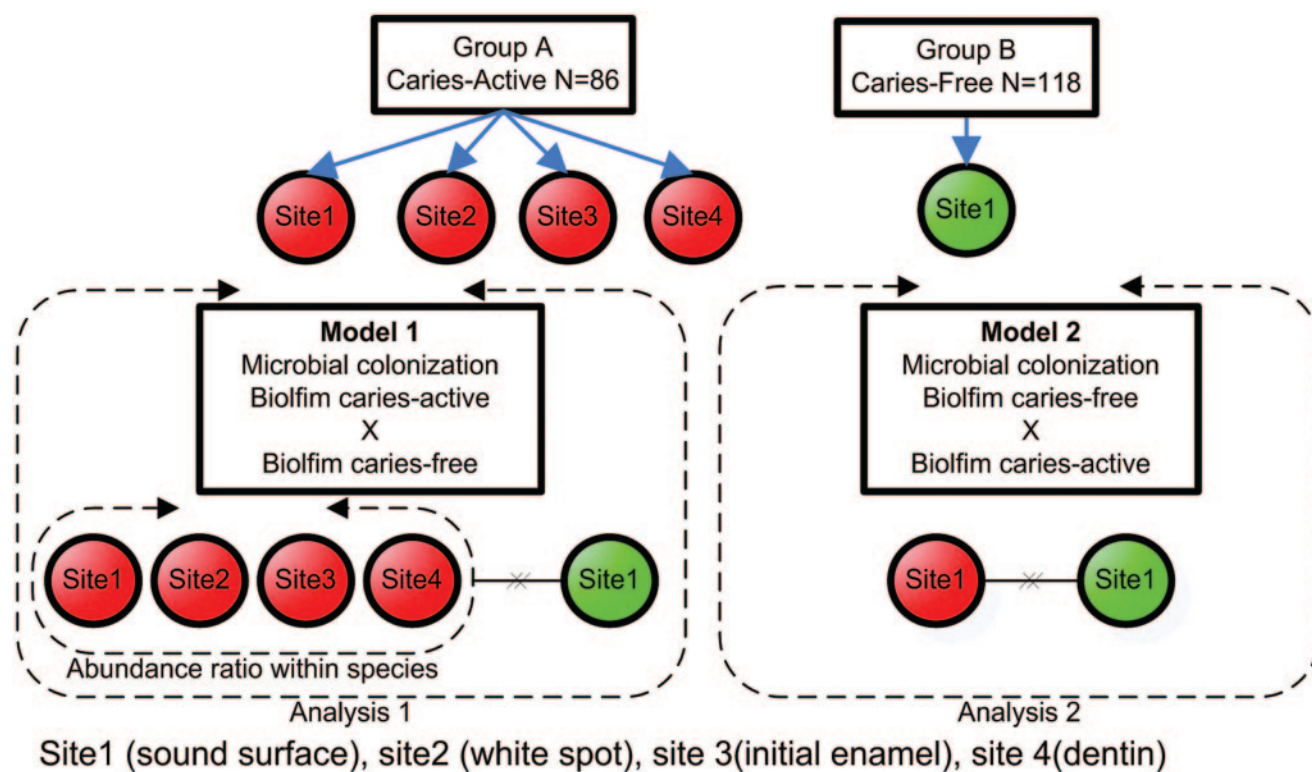 Group A
Caries-Active N=86
Group B
Caries-Free N=118
Site1
Site2
Site3
Site4
Site1
Model 1
Microbial colonization
Biolfim caries-active
X
Biolfim caries-free
Model 2
Microbial colonization
Biolfim caries-free
X
Biolfim caries-active
Site1
Site2
Site3
Site4
Site1
Site1
Site1
Abundance ratio within species
Analysis 1
Analysis 2
Site1 (sound surface), site2 (white spot), site 3(initial enamel), site 4(dentin)